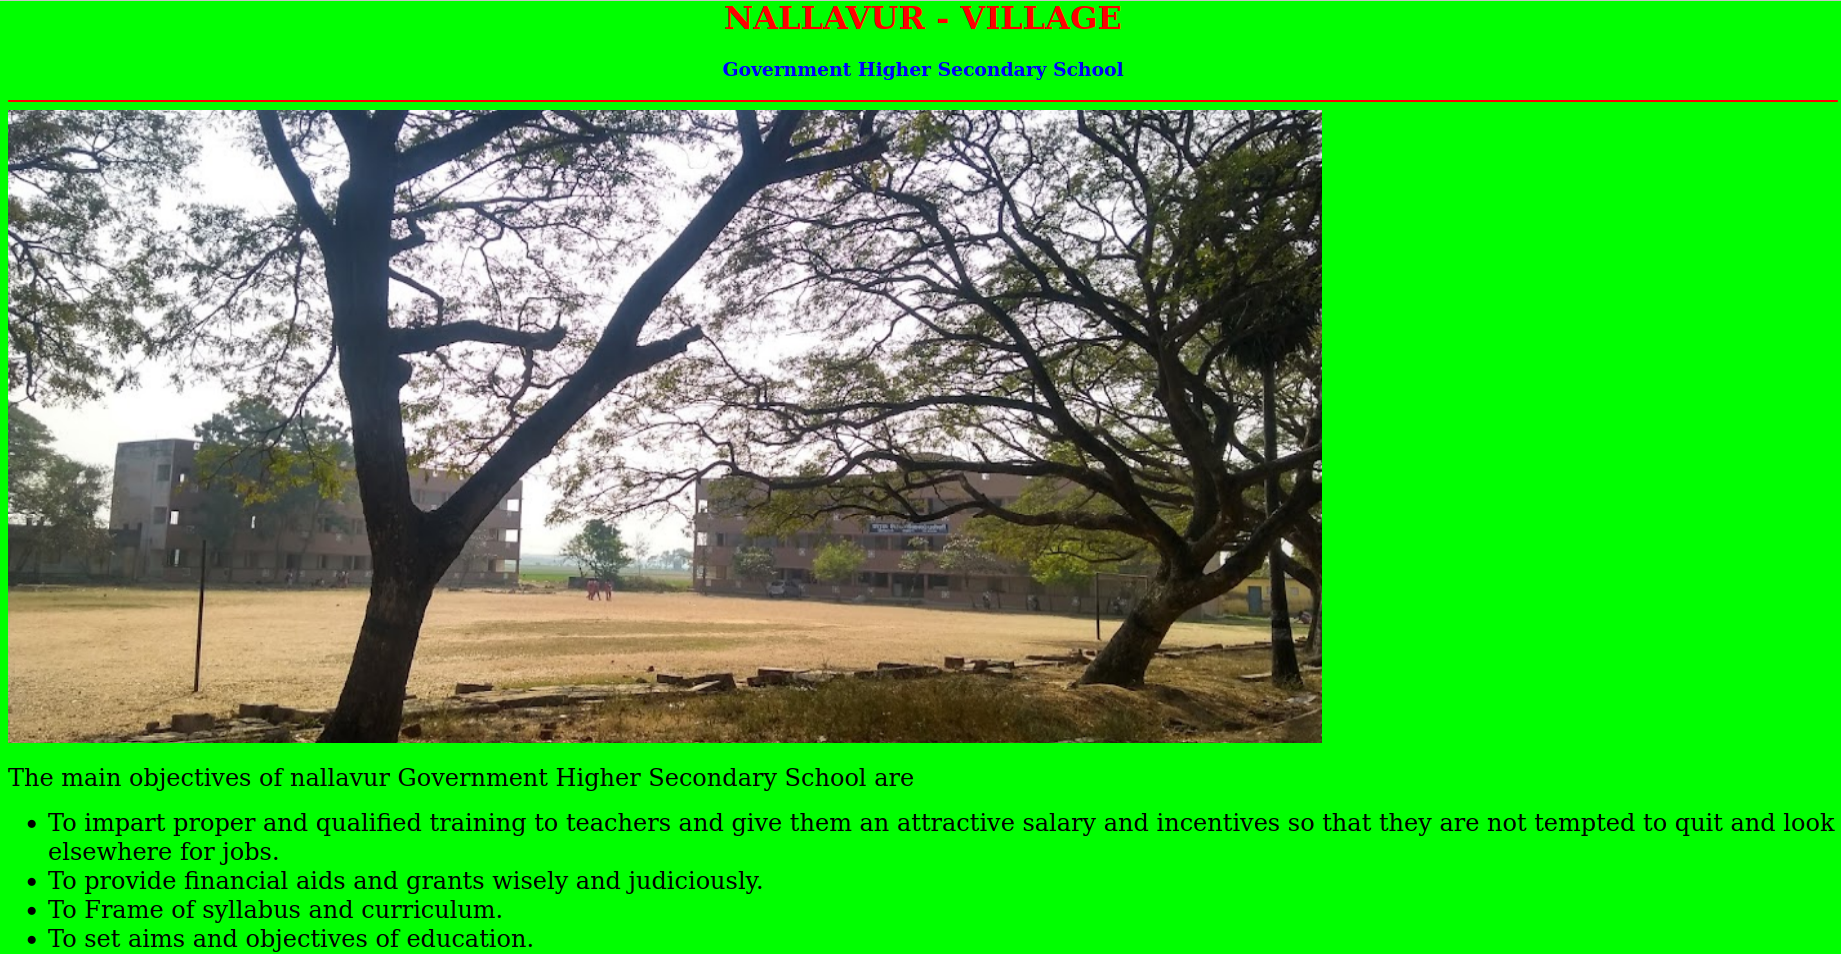 NALLAVUR - VILLAGE
Government Higher Secondary School
The main objectives of nallavur Government Higher Secondary School are
• To impart proper and qualified training to teachers and give them an attractive salary and incentives so that they are not tempted to quit and look
elsewhere for jobs.
• To provide financial aids and grants wisely and judiciously.
• To Frame of syllabus and curriculum.
• To set aims and objectives of education.